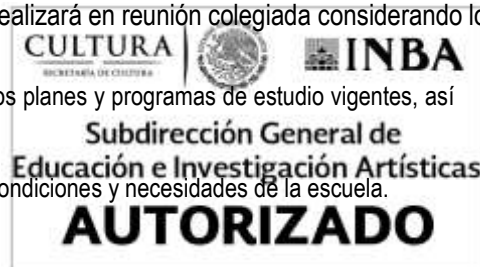 ealizará en reunión colegiada considerando lo
CULTURA
SECRETARÍA DE CULTURA
INBA
os planes y programas de estudio vigentes, así
Subdirección General de
Educación e Investigación Artísticas
ondiciones y necesidades de la escuela.
AUTORIZADO